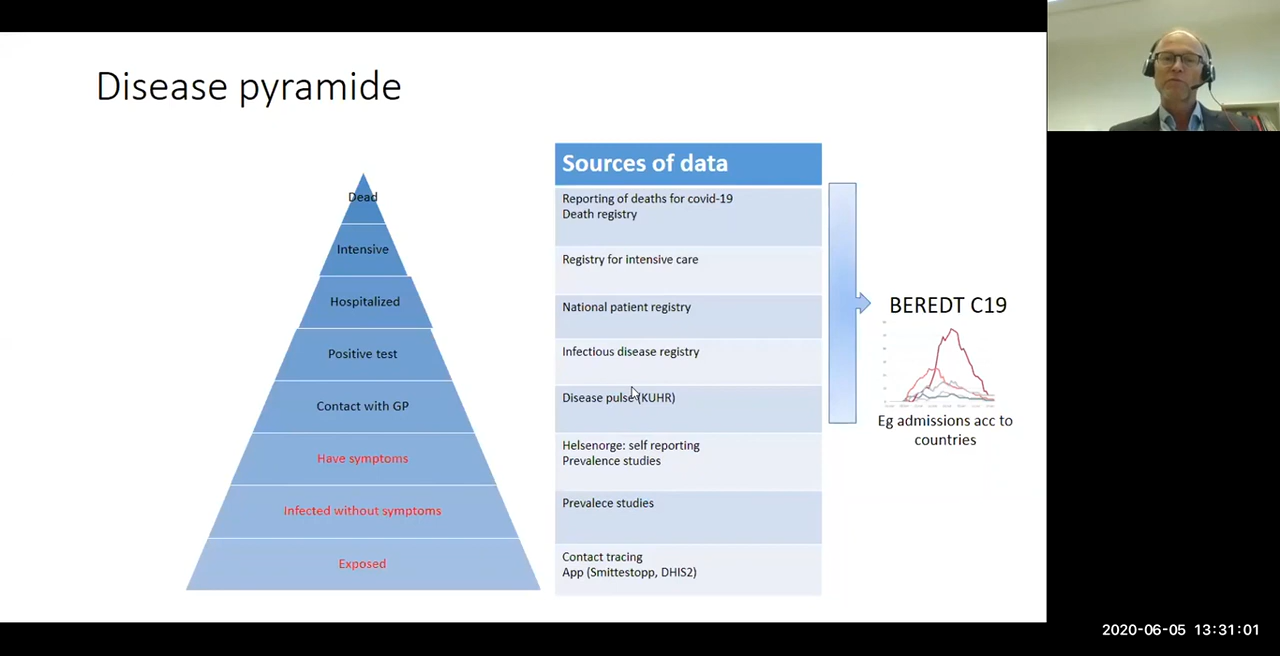 Disease pyramide
Dead
Intensive
Hospitalized
Positive test
Contact with GP
Have symptoms
Infected without symptoms
Exposed
Sources of data
Reporting of deaths for covid-19
Death registry
Registry for intensive care
National patient registry
Infectious disease registry
Disease pulse (KUHR)
Helsenorge: self reporting
Prevalence studies
Prevalece studies
Contact tracing
App (Smittestopp, DHIS2)
BEREDT C19
Eg admissions acc to
countries
2020-06-05 13:31:01